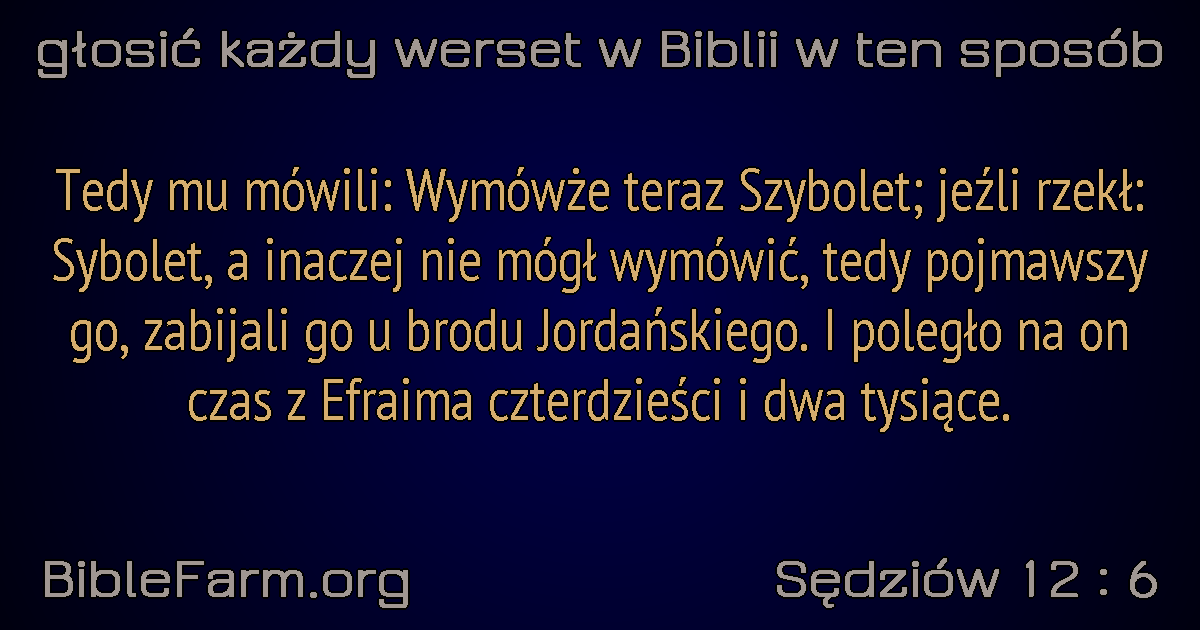 głosić każdy werset w Biblii w ten sposób
Tedy mu mówili: Wymówże teraz Szybolet; jeźli rzekł:
Sybolet, a inaczej nie mógł wymówić, tedy pojmawszy
go, zabijali go u brodu Jordańskiego. I poległo na on
czas z Efraima czterdzieści i dwa tysiące.
BibleFarm.org
Sędziów 12 : 6